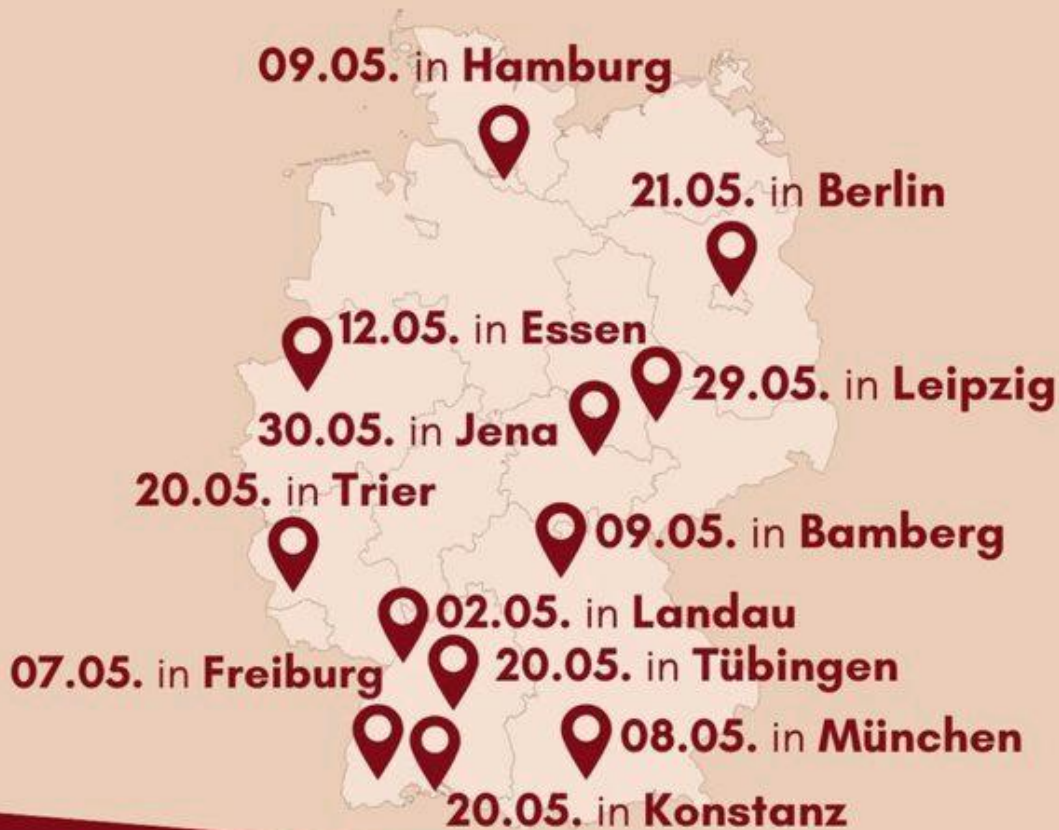 09.05. in Hamburg
21.05. in Berlin
12.05. in Essen
29.05. in Leipzig
30.05. in Jena
20.05. in Trier
09.05. in Bamberg
02.05. in Landau
07.05. in Freiburg
20.05. in Tübingen
08.05. in München
20.05. in Konstanz